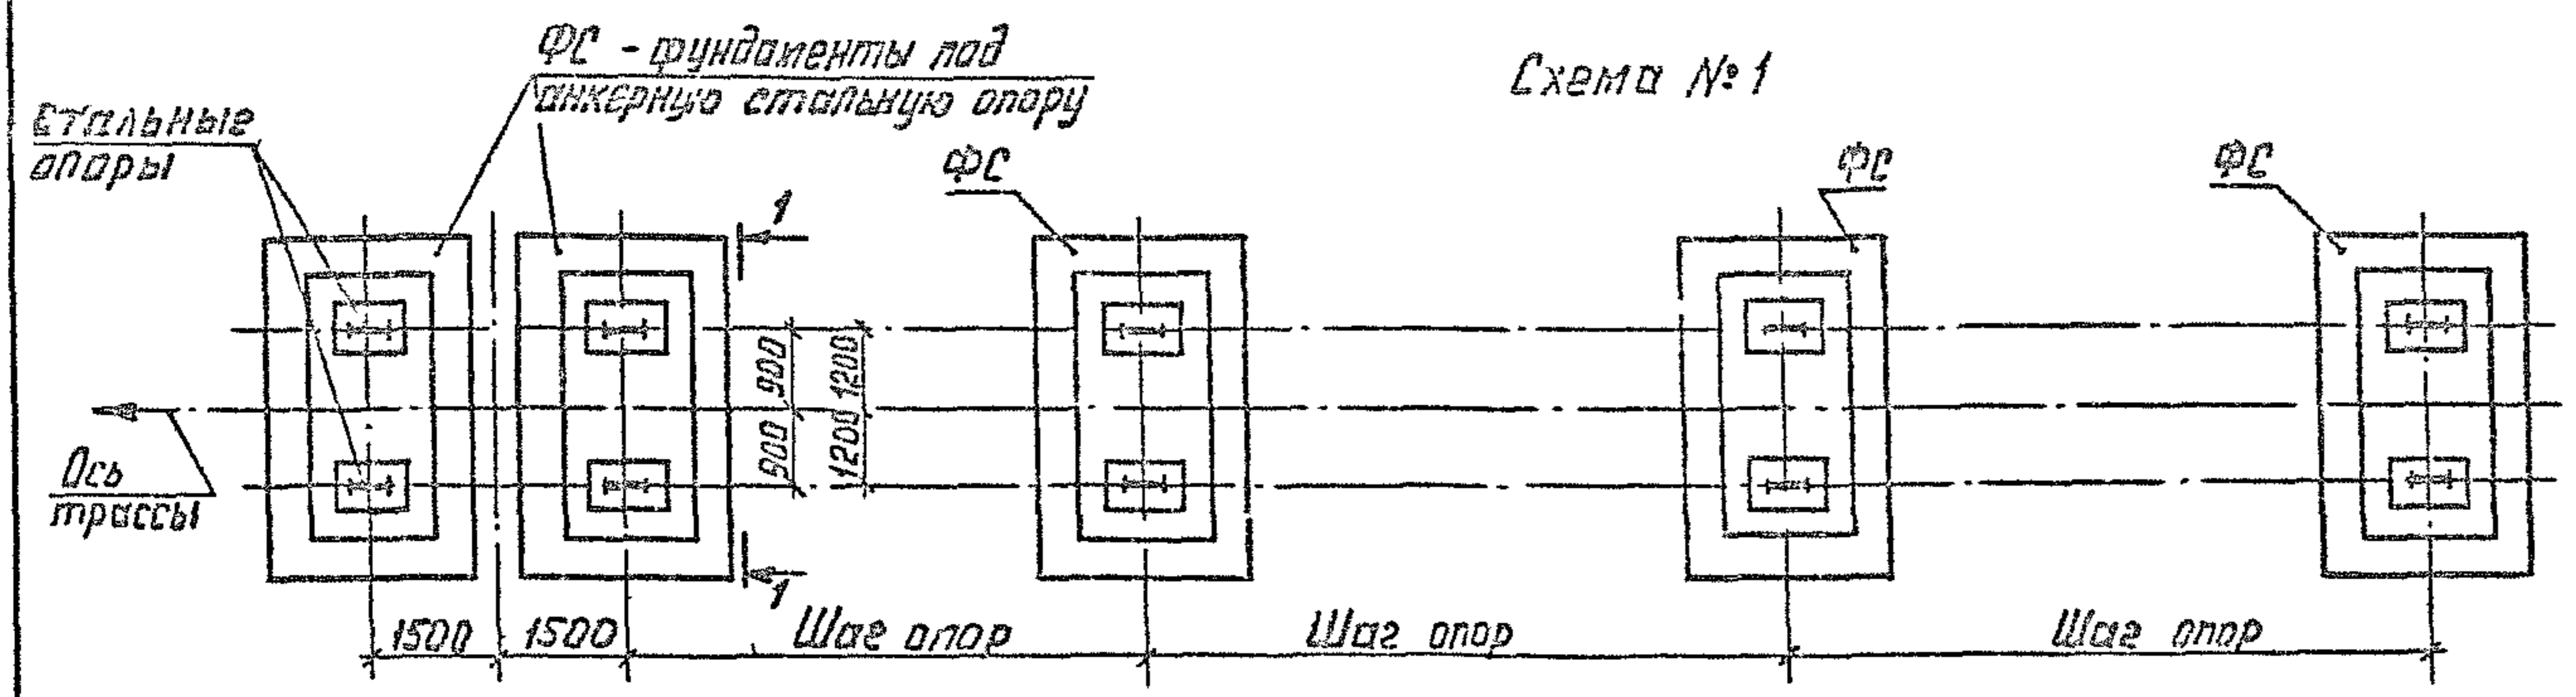 ФС - фундаменты под
анкерную стальную опору
Схема №1
Стальные
опоры
ФС
ФС
ФС
1
900 900
1200 1200
Ось
трассы
1
1500 1500 Шаг опор Шаг опор Шаг опор